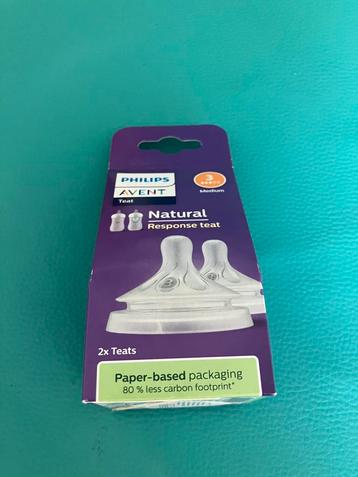 PHILIPS
AVENT
Teat
3
Medium
Natural
Response teat
2x Teats
Paper-based packaging
80 % less carbon footprint*